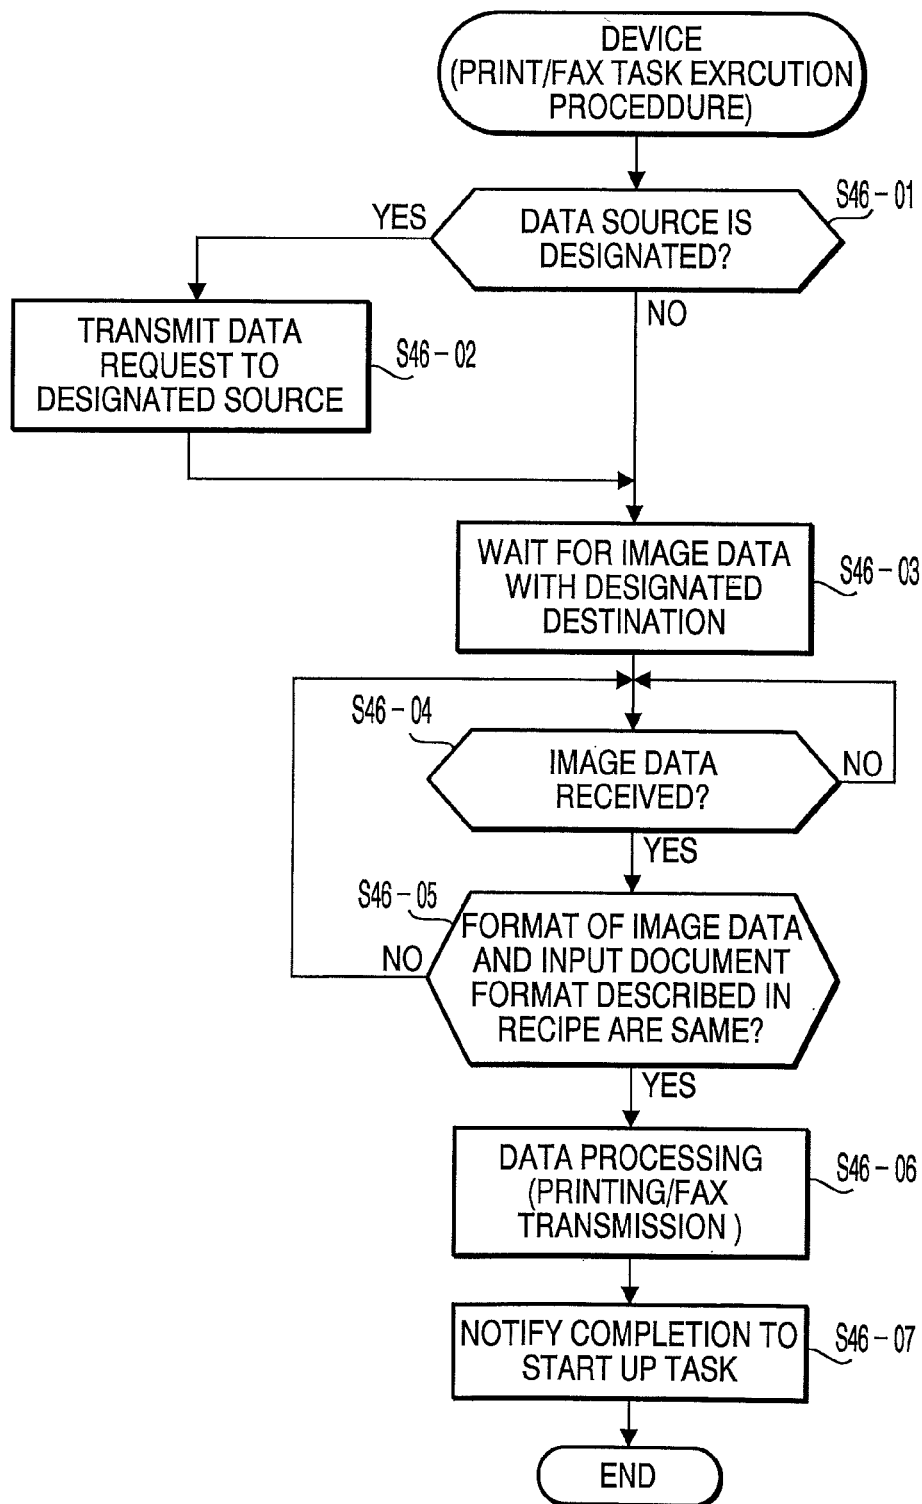 DEVICE
(PRINT/FAX TASK EXRCUTION
PROCEDDURE)
S46-01
YES
DATA SOURCE IS
DESIGNATED?
NO
TRANSMIT DATA
REQUEST TO
DESIGNATED SOURCE
S46-02
WAIT FOR IMAGE DATA
WITH DESIGNATED
DESTINATION
S46-03
S46-04
IMAGE DATA
RECEIVED?
NO
YES
S46-05
FORMAT OF IMAGE DATA
AND INPUT DOCUMENT
FORMAT DESCRIBED IN
RECIPE ARE SAME?
NO
YES
DATA PROCESSING
(PRINTING/FAX
TRANSMISSION)
S46-06
NOTIFY COMPLETION TO
START UP TASK
S46-07
END